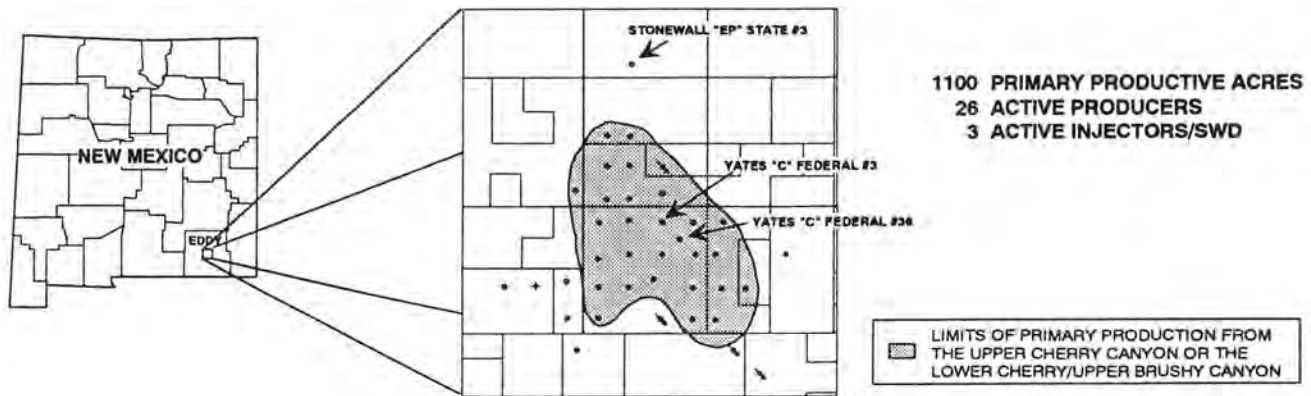 NEW MEXICO
EDDY
STONEWALL "EP" STATE #3
YATES "C" FEDERAL #3
YATES "C" FEDERAL #36
1100 PRIMARY PRODUCTIVE ACRES
26 ACTIVE PRODUCERS
3 ACTIVE INJECTORS/SWD
LIMITS OF PRIMARY PRODUCTION FROM
THE UPPER CHERRY CANYON OR THE
LOWER CHERRY/UPPER BRUSHY CANYON